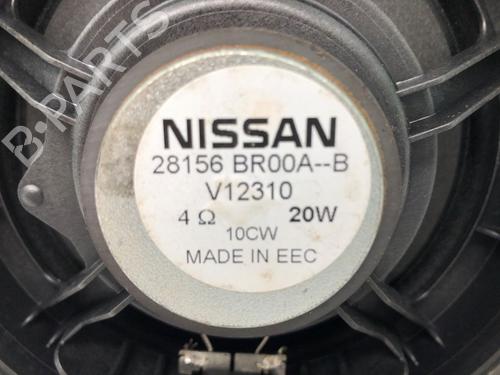 B-PARTS
NISSAN
28156 BR00A--B
V12310
4 Ω 20W
10CW
MADE IN EEC